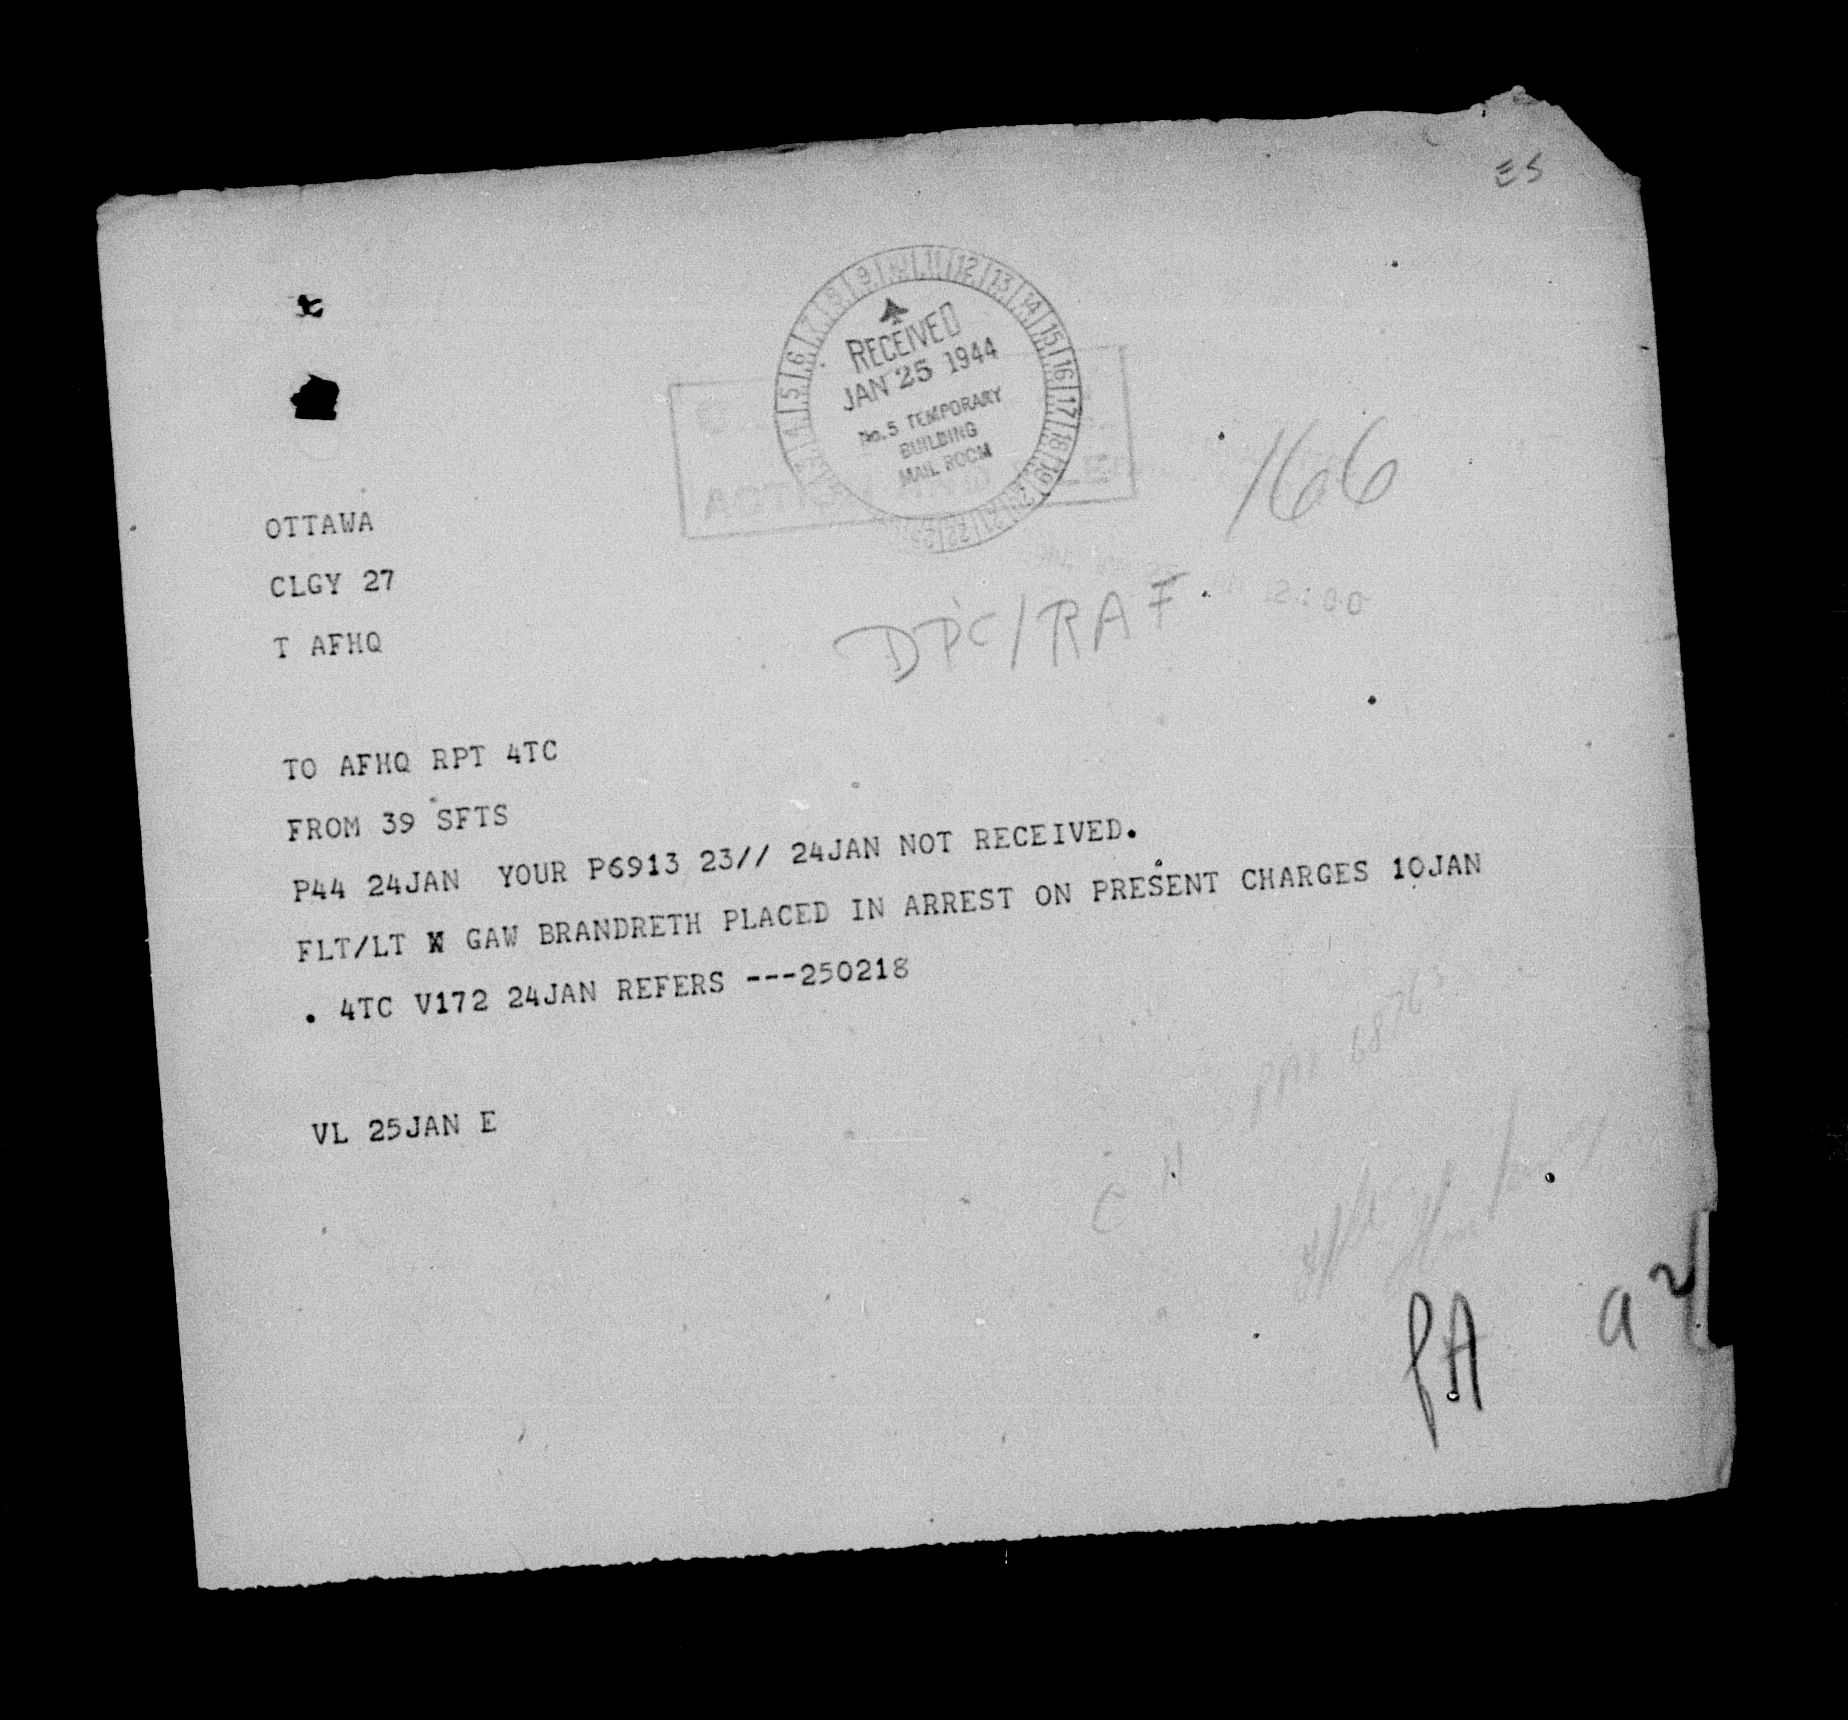 ES
RECEIVED
JAN 25 1944
No. 5 TEMPORARY
BUILDING
MAIL ROOM
166
OTTAWA
CLGY 27
T AFHQ
DPC/RAF
TO AFHQ RPT 4TC
FROM 39 SFTS
P44 24JAN YOUR P6913 23// 24JAN NOT RECEIVED.
FLT/LT GAW BRANDRETH PLACED IN ARREST ON PRESENT CHARGES 10JAN
. 4TC V172 24JAN REFERS ---250218
VL 25JAN E
PA